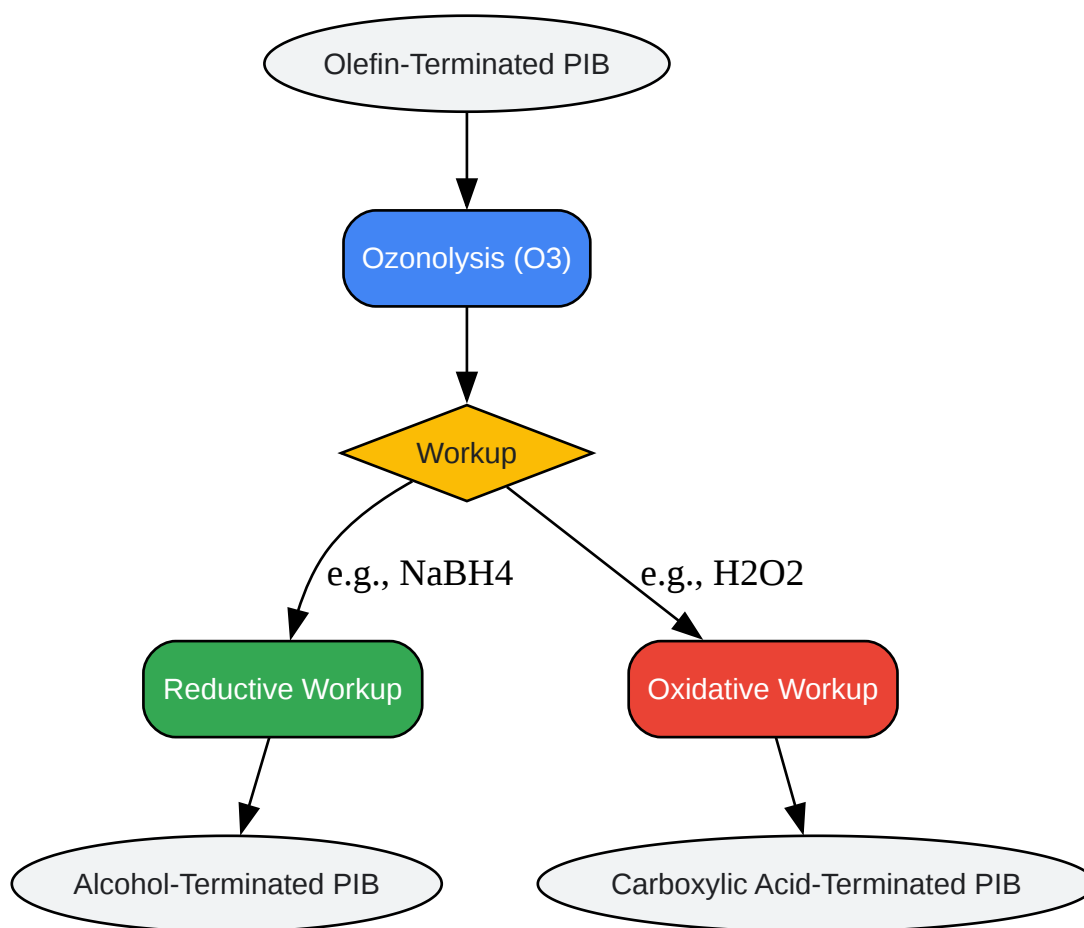 Olefin-Terminated PIB
Ozonolysis (O3)
Workup
e.g., NaBH4
e.g., H2O2
Reductive Workup
Oxidative Workup
Alcohol-Terminated PIB
Carboxylic Acid-Terminated PIB